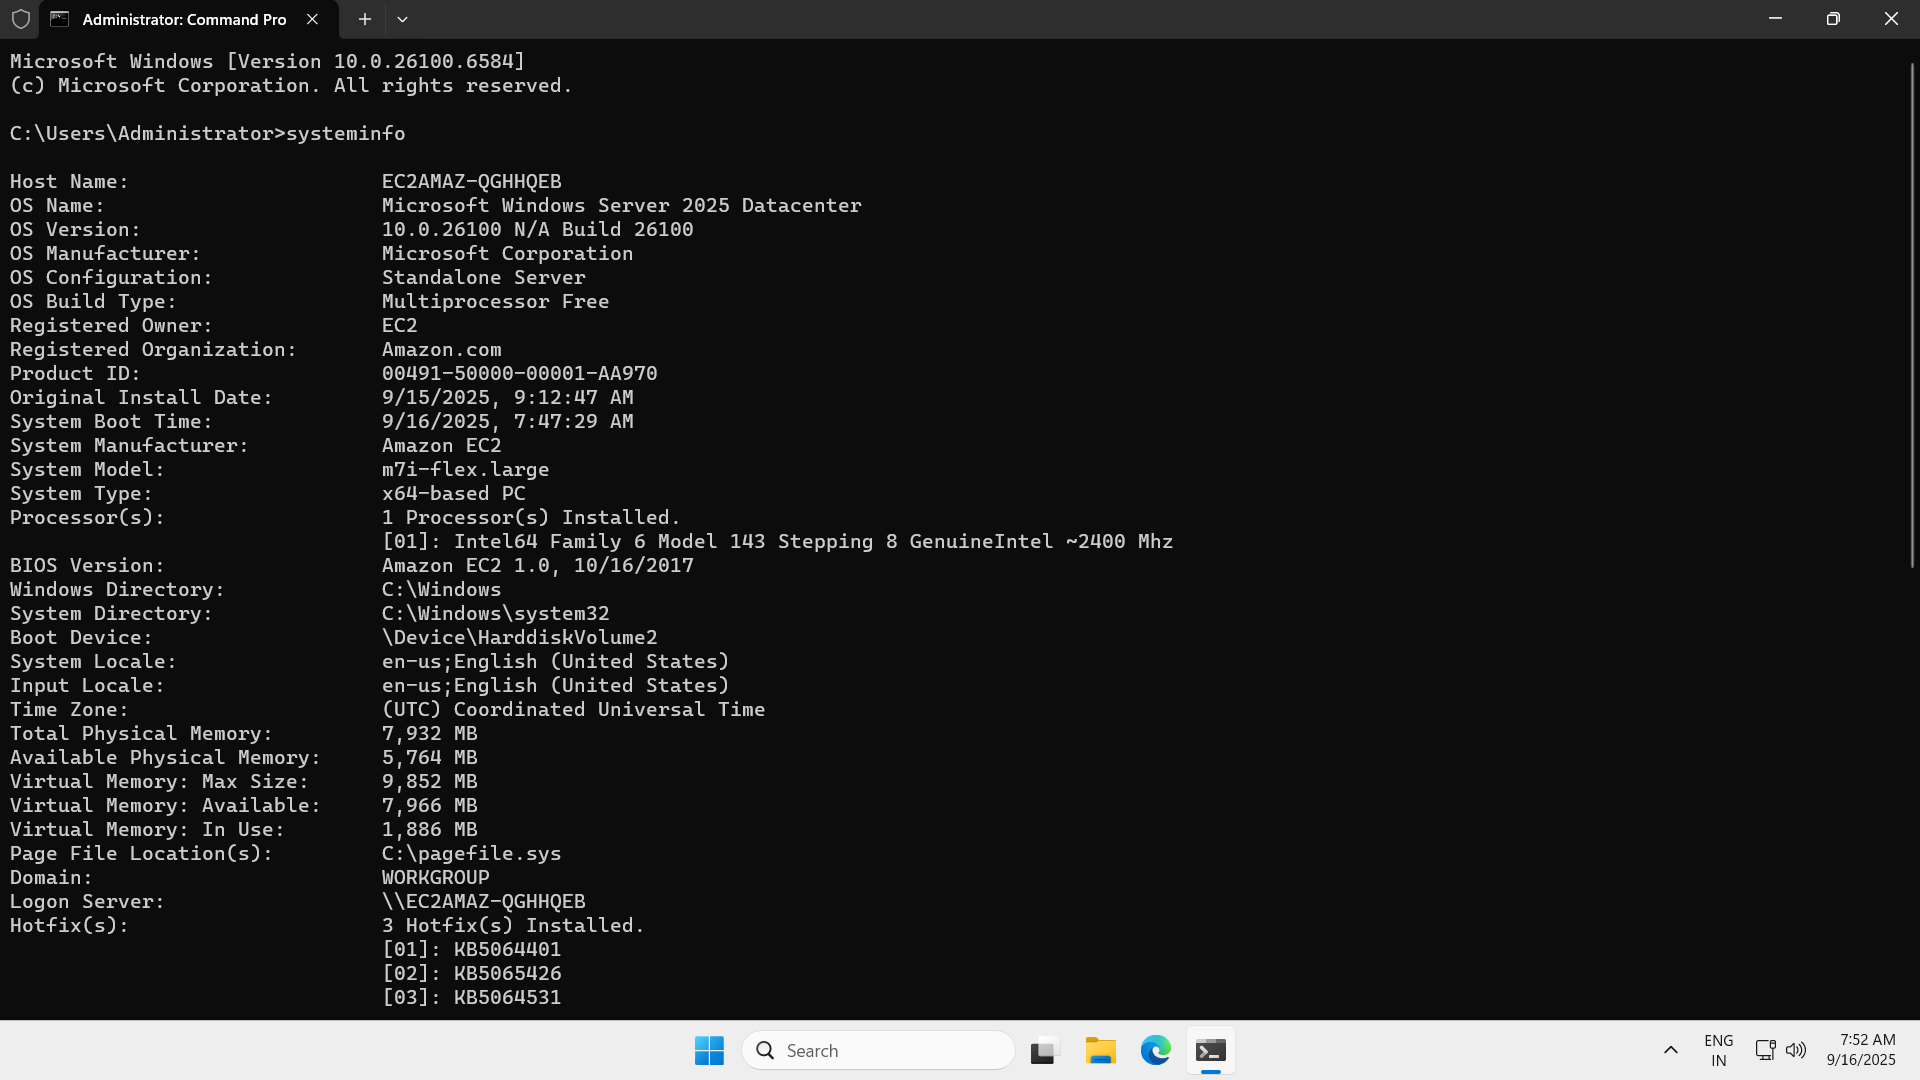 Administrator: Command Pro
Microsoft Windows [Version 10.0.26100.6584]
(c) Microsoft Corporation. All rights reserved.
C:\Users\Administrator>systeminfo
Host Name: EC2AMAZ-QGHHQEB
OS Name: Microsoft Windows Server 2025 Datacenter
OS Version: 10.0.26100 N/A Build 26100
OS Manufacturer: Microsoft Corporation
OS Configuration: Standalone Server
OS Build Type: Multiprocessor Free
Registered Owner: EC2
Registered Organization: Amazon.com
Product ID: 00491-50000-00001-AA970
Original Install Date: 9/15/2025, 9:12:47 AM
System Boot Time: 9/16/2025, 7:47:29 AM
System Manufacturer: Amazon EC2
System Model: m7i-flex.large
System Type: x64-based PC
Processor(s): 1 Processor(s) Installed.
[01]: Intel64 Family 6 Model 143 Stepping 8 GenuineIntel ~2400 Mhz
BIOS Version: Amazon EC2 1.0, 10/16/2017
Windows Directory: C:\Windows
System Directory: C:\Windows\system32
Boot Device: \Device\HarddiskVolume2
System Locale: en-us;English (United States)
Input Locale: en-us;English (United States)
Time Zone: (UTC) Coordinated Universal Time
Total Physical Memory: 7,932 MB
Available Physical Memory: 5,764 MB
Virtual Memory: Max Size: 9,852 MB
Virtual Memory: Available: 7,966 MB
Virtual Memory: In Use: 1,886 MB
Page File Location(s): C:\pagefile.sys
Domain: WORKGROUP
Logon Server: \\EC2AMAZ-QGHHQEB
Hotfix(s): 3 Hotfix(s) Installed.
[01]: KB5064401
[02]: KB5065426
[03]: KB5064531
Search
ENG
IN
7:52 AM
9/16/2025